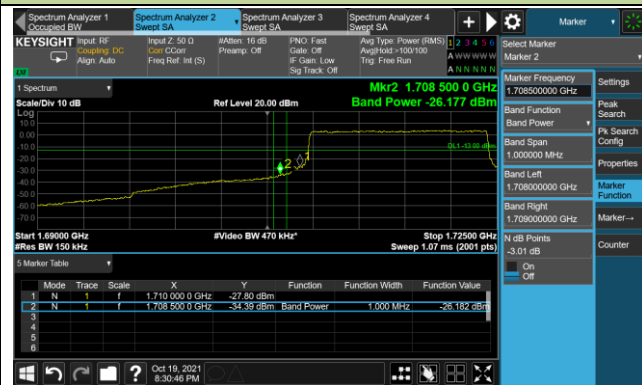 Spectrum Analyzer 1
Occupied BW
Spectrum Analyzer 2
Swept SA
Spectrum Analyzer 3
Swept SA
Spectrum Analyzer 4
Swept SA
Marker
KEYSIGHT
Input: RF
Coupling: DC
Align: Auto
Input Z: 50 Ω
Corr CCorr
Freq Ref: Int (S)
#Atten: 16 dB
Preamp: Off
PNO: Fast
Gate: Off
IF Gain: Low
Sig Track: Off
Avg Type: Power (RMS)
Avg|Hold:>100/100
Trig: Free Run
1 2 3 4 5 6
A W W W W W
A N N N N N
Select Marker
Marker 2
1 Spectrum
Scale/Div 10 dB
Ref Level 20.00 dBm
Mkr2 1.708 500 0 GHz
Band Power -26.177 dBm
Log
10.0
0.00
-10.0
-20.0
-30.0
-40.0
-50.0
-60.0
-70.0
DL1 -13.00 dBm
2
Start 1.69000 GHz
#Res BW 150 kHz
#Video BW 470 kHz*
Stop 1.72500 GHz
Sweep 1.07 ms (2001 pts)
5 Marker Table
Mode Trace Scale X Y Function Function Width Function Value
1 N 1 f 1.710 000 0 GHz -27.80 dBm
2 N 1 f 1.708 500 0 GHz -34.39 dBm Band Power 1.000 MHz -26.182 dBm
3
4
5
6
Marker Frequency
1.708500000 GHz
Band Function
Band Power
Band Span
1.000000 MHz
Band Left
1.708000000 GHz
Band Right
1.709000000 GHz
N dB Points
-3.01 dB
On
Off
Settings
Peak
Search
Pk Search
Config
Properties
Marker
Function
Marker→
Counter
Oct 19, 2021
8:30:46 PM